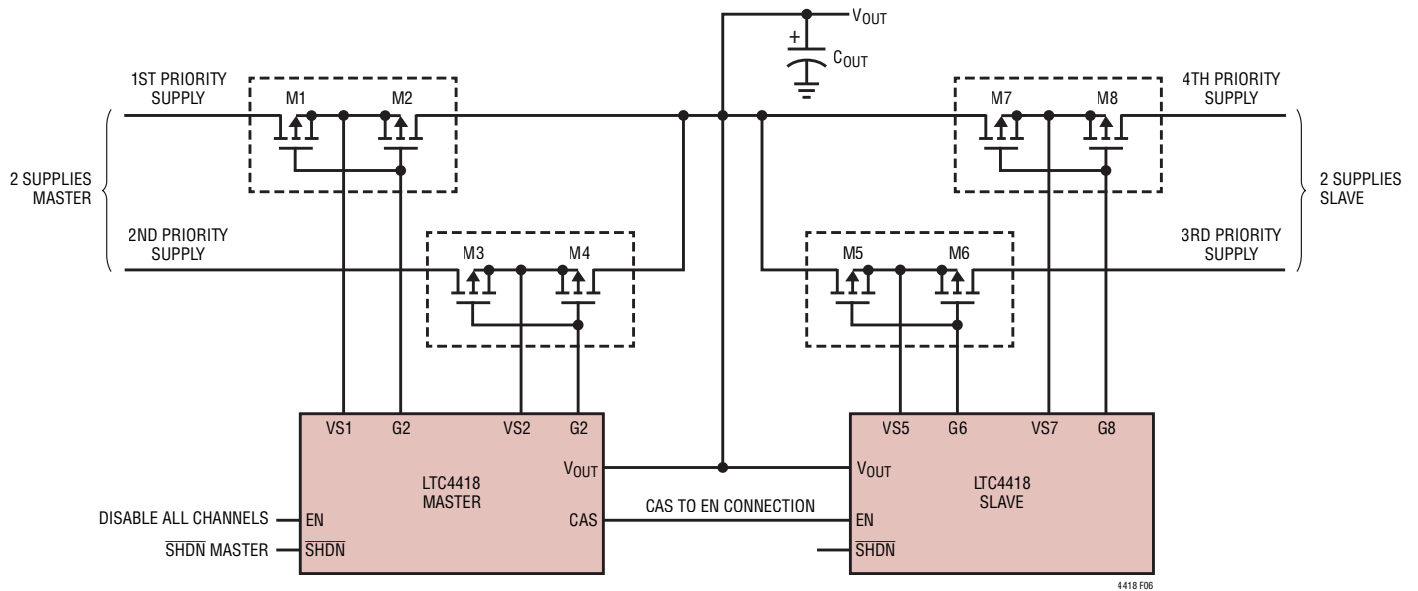 VOUT
+
COUT
1ST PRIORITY
SUPPLY
M1
M2
M7
M8
4TH PRIORITY
SUPPLY
2 SUPPLIES
MASTER
2 SUPPLIES
SLAVE
2ND PRIORITY
SUPPLY
M3
M4
M5
M6
3RD PRIORITY
SUPPLY
VS1
G2
VS2
G2
VS5
G6
VS7
G8
VOUT
VOUT
LTC4418
MASTER
LTC4418
SLAVE
DISABLE ALL CHANNELS
EN
CAS
CAS TO EN CONNECTION
EN
SHDN MASTER
SHDN
SHDN
4418 F06